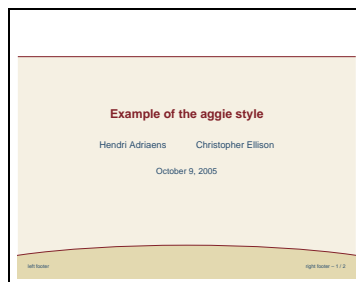 Example of the aggie style
Hendri Adriaens Christopher Ellison
October 9, 2005
left footer right footer – 1 / 2